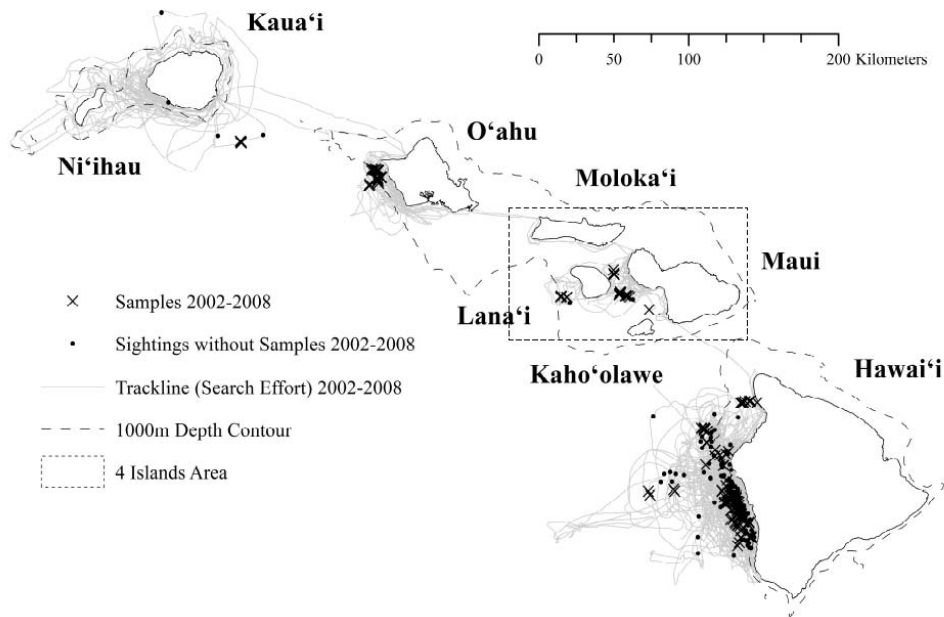 Kaua‘i
0 50 100 200 Kilometers
O‘ahu
Ni‘ihau
Moloka‘i
Maui
Samples 2002-2008
Lana‘i
Sightings without Samples 2002-2008
Kaho‘olawe
Hawai‘i
Trackline (Search Effort) 2002-2008
1000m Depth Contour
4 Islands Area